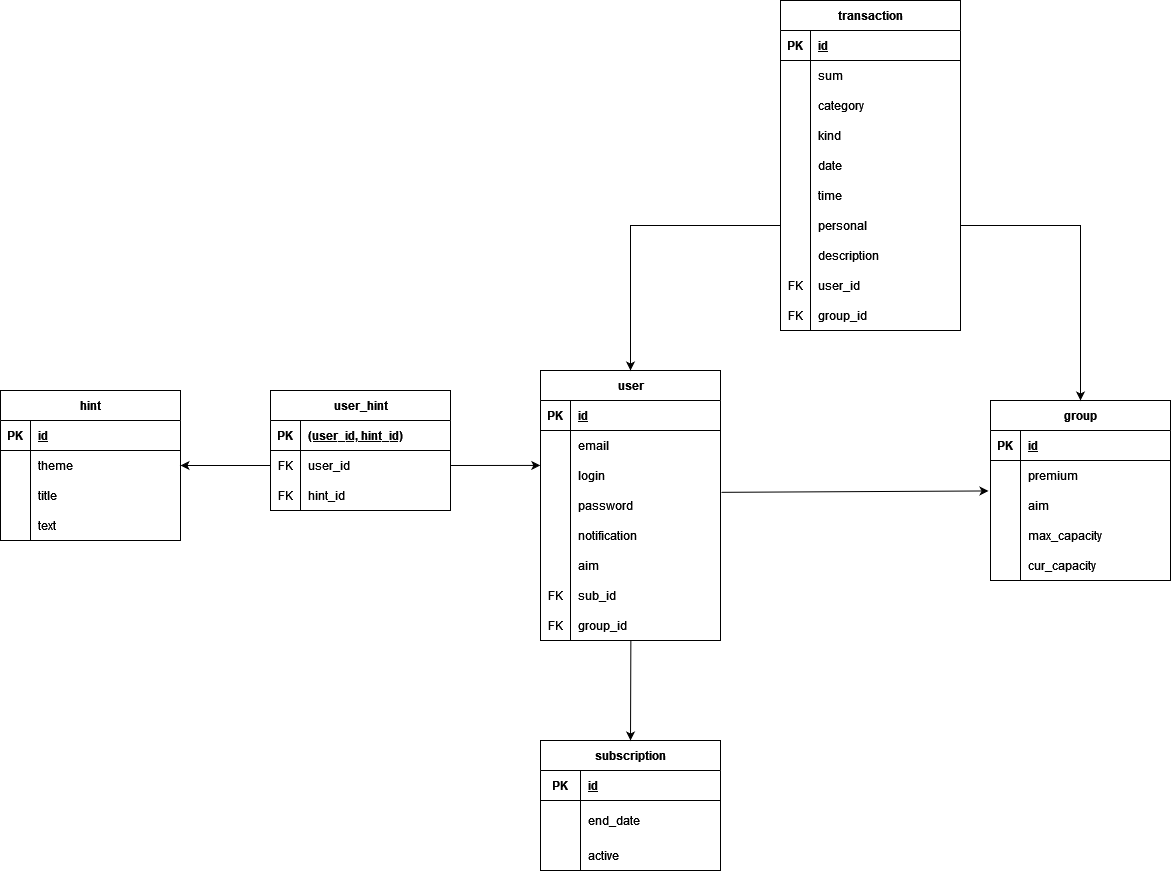 transaction
PK id
sum
category
kind
date
time
personal
description
FK user_id
FK group_id
hint
PK id
theme
title
text
user_hint
PK (user_id, hint_id)
FK user_id
FK hint_id
user
PK id
email
login
password
notification
aim
FK sub_id
FK group_id
group
PK id
premium
aim
max_capacity
cur_capacity
subscription
PK id
end_date
active